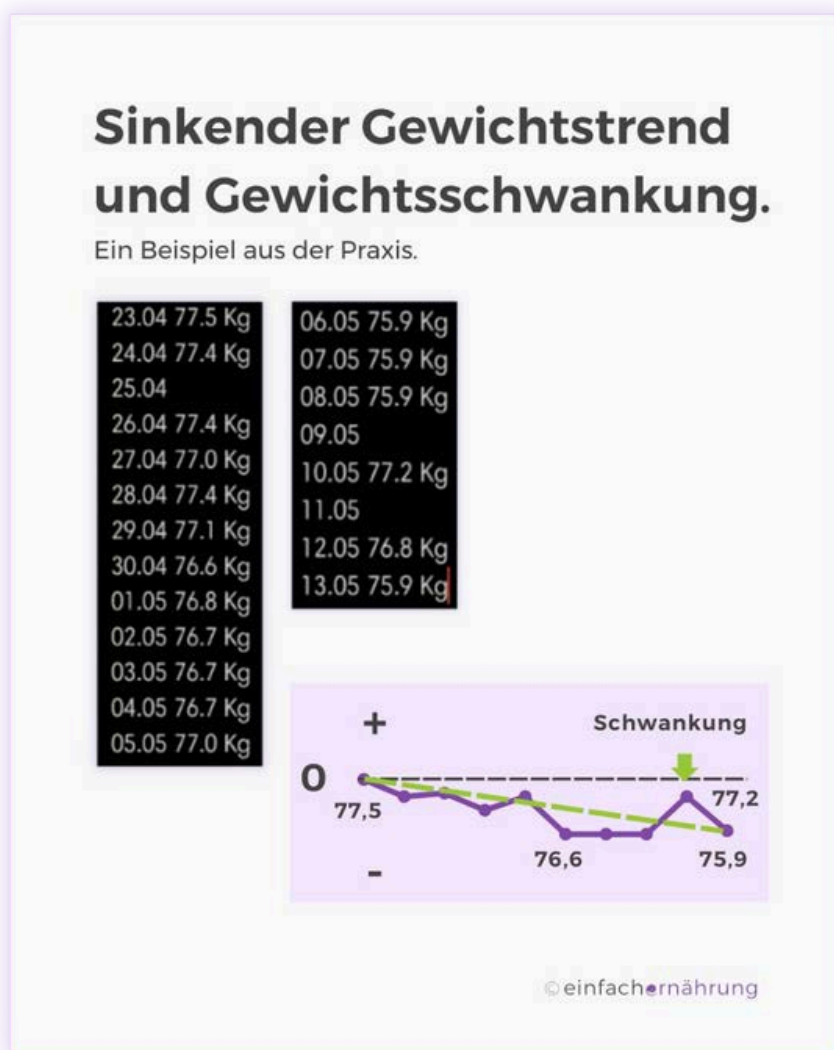 Sinkender Gewichtstrend
und Gewichtsschwankung.
Ein Beispiel aus der Praxis.
23.04 77.5 Kg
24.04 77.4 Kg
25.04
26.04 77.4 Kg
27.04 77.0 Kg
28.04 77.4 Kg
29.04 77.1 Kg
30.04 76.6 Kg
01.05 76.8 Kg
02.05 76.7 Kg
03.05 76.7 Kg
04.05 76.7 Kg
05.05 77.0 Kg
06.05 75.9 Kg
07.05 75.9 Kg
08.05 75.9 Kg
09.05
10.05 77.2 Kg
11.05
12.05 76.8 Kg
13.05 75.9 Kg
+
Schwankung
0
77,5
77,2
76,6
75,9
-
© einfachernährung